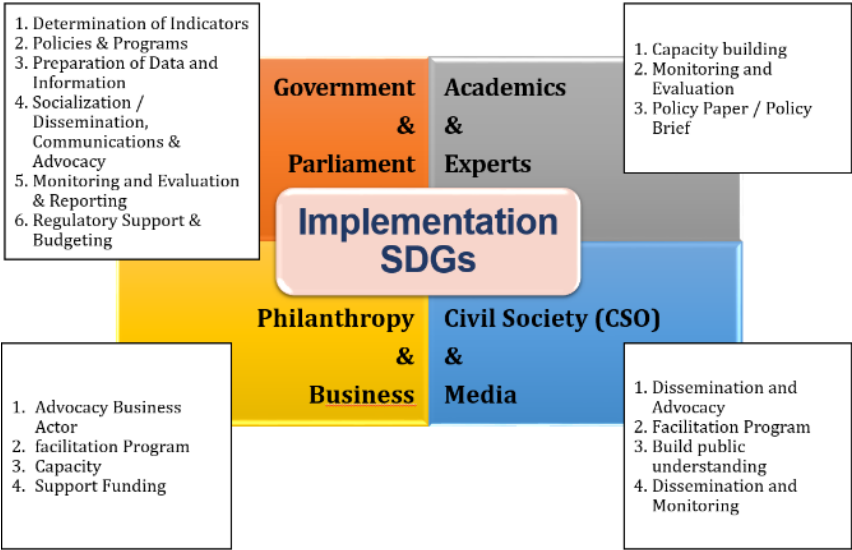 1. Determination of Indicators
2. Policies & Programs
3. Preparation of Data and
Information
4. Socialization /
Dissemination,
Communications &
Advocacy
5. Monitoring and Evaluation
& Reporting
6. Regulatory Support &
Budgeting
Government
&
Parliament
Academics
&
Experts
1. Capacity building
2. Monitoring and
Evaluation
3. Policy Paper / Policy
Brief
Implementation
SDGs
Philanthropy
&
Business
Civil Society (CSO)
&
Media
1. Advocacy Business
Actor
2. facilitation Program
3. Capacity
4. Support Funding
1. Dissemination and
Advocacy
2. Facilitation Program
3. Build public
understanding
4. Dissemination and
Monitoring